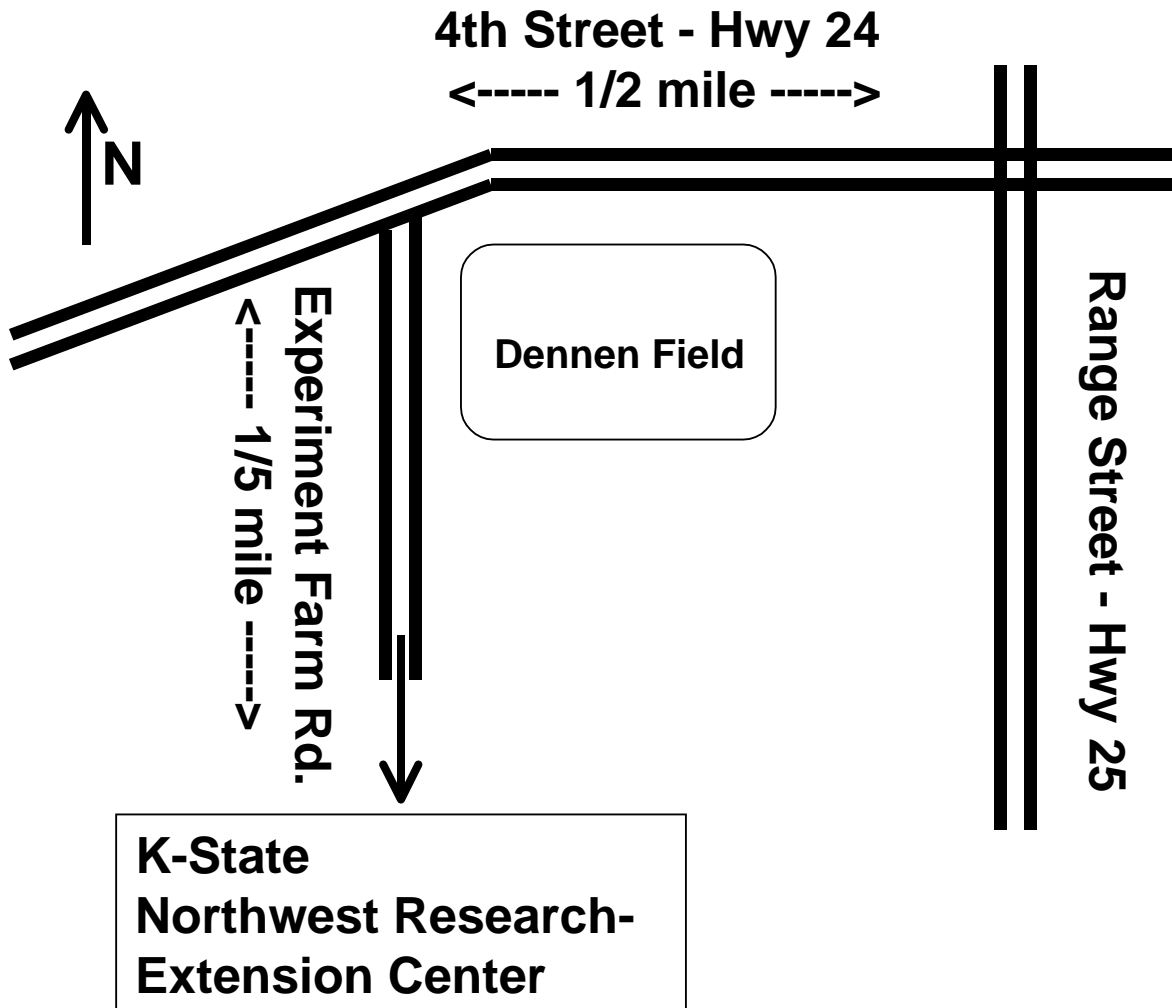 4th Street - Hwy 24
<----- 1/2 mile ----->
N
Dennen Field
Experiment Farm Rd.
<----- 1/5 mile ----->
Range Street - Hwy 25
K-State
Northwest Research-
Extension Center